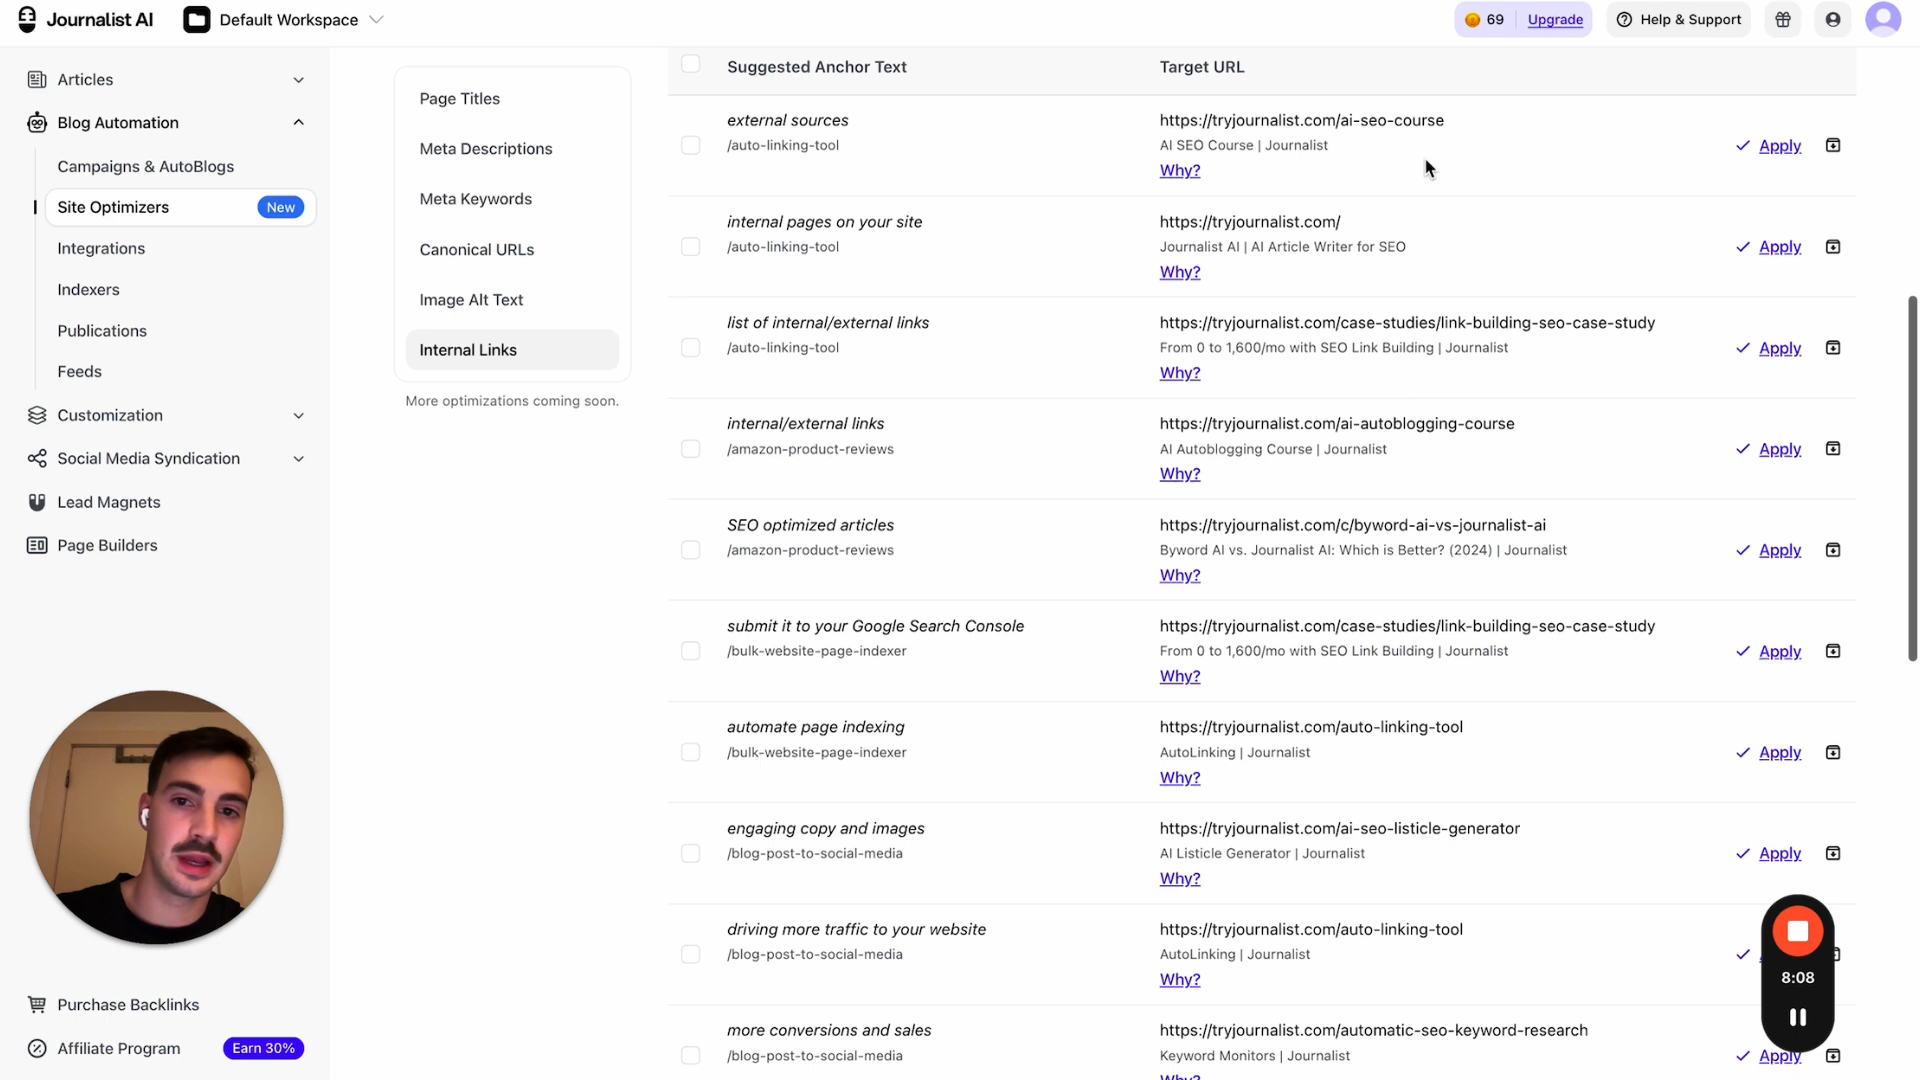 Journalist AI
Default Workspace
69
Upgrade
Help & Support
Articles
Blog Automation
Campaigns & AutoBlogs
Site Optimizers
New
Integrations
Indexers
Publications
Feeds
Customization
Social Media Syndication
Lead Magnets
Page Builders
Purchase Backlinks
Affiliate Program
Earn 30%
Page Titles
Meta Descriptions
Meta Keywords
Canonical URLs
Image Alt Text
Internal Links
More optimizations coming soon.
Suggested Anchor Text
Target URL
external sources
/auto-linking-tool
https://tryjournalist.com/ai-seo-course
AI SEO Course | Journalist
Why?
Apply
internal pages on your site
/auto-linking-tool
https://tryjournalist.com/
Journalist AI | AI Article Writer for SEO
Why?
Apply
list of internal/external links
/auto-linking-tool
https://tryjournalist.com/case-studies/link-building-seo-case-study
From 0 to 1,600/mo with SEO Link Building | Journalist
Why?
Apply
internal/external links
/amazon-product-reviews
https://tryjournalist.com/ai-autoblogging-course
AI Autoblogging Course | Journalist
Why?
Apply
SEO optimized articles
/amazon-product-reviews
https://tryjournalist.com/c/byword-ai-vs-journalist-ai
Byword AI vs. Journalist AI: Which is Better? (2024) | Journalist
Why?
Apply
submit it to your Google Search Console
/bulk-website-page-indexer
https://tryjournalist.com/case-studies/link-building-seo-case-study
From 0 to 1,600/mo with SEO Link Building | Journalist
Why?
Apply
automate page indexing
/bulk-website-page-indexer
https://tryjournalist.com/auto-linking-tool
AutoLinking | Journalist
Why?
Apply
engaging copy and images
/blog-post-to-social-media
https://tryjournalist.com/ai-seo-listicle-generator
AI Listicle Generator | Journalist
Why?
Apply
driving more traffic to your website
/blog-post-to-social-media
https://tryjournalist.com/auto-linking-tool
AutoLinking | Journalist
Why?
8:08
more conversions and sales
/blog-post-to-social-media
https://tryjournalist.com/automatic-seo-keyword-research
Keyword Monitors | Journalist
Why?
Apply